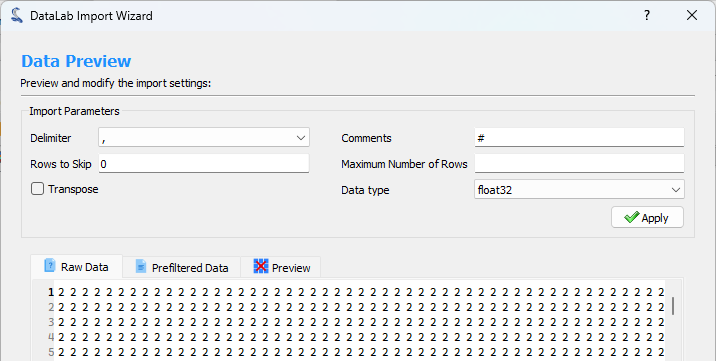 DataLab Import Wizard
Data Preview
Preview and modify the import settings:
Import Parameters
Delimiter , Comments #
Rows to Skip 0 Maximum Number of Rows
Transpose Data type float32
Apply
Raw Data Prefiltered Data Preview
1 2 2 2 2 2 2 2 2 2 2 2 2 2 2 2 2 2 2 2 2 2 2 2 2 2 2 2 2 2 2 2 2 2 2 2 2 2 2 2 2 2 2 2 2 2 2 2 2 2 2 2
2 2 2 2 2 2 2 2 2 2 2 2 2 2 2 2 2 2 2 2 2 2 2 2 2 2 2 2 2 2 2 2 2 2 2 2 2 2 2 2 2 2 2 2 2 2 2 2 2 2 2 2
3 2 2 2 2 2 2 2 2 2 2 2 2 2 2 2 2 2 2 2 2 2 2 2 2 2 2 2 2 2 2 2 2 2 2 2 2 2 2 2 2 2 2 2 2 2 2 2 2 2 2 2
4 2 2 2 2 2 2 2 2 2 2 2 2 2 2 2 2 2 2 2 2 2 2 2 2 2 2 2 2 2 2 2 2 2 2 2 2 2 2 2 2 2 2 2 2 2 2 2 2 2 2 2
5 2 2 2 2 2 2 2 2 2 2 2 2 2 2 2 2 2 2 2 2 2 2 2 2 2 2 2 2 2 2 2 2 2 2 2 2 2 2 2 2 2 2 2 2 2 2 2 2 2 2 2